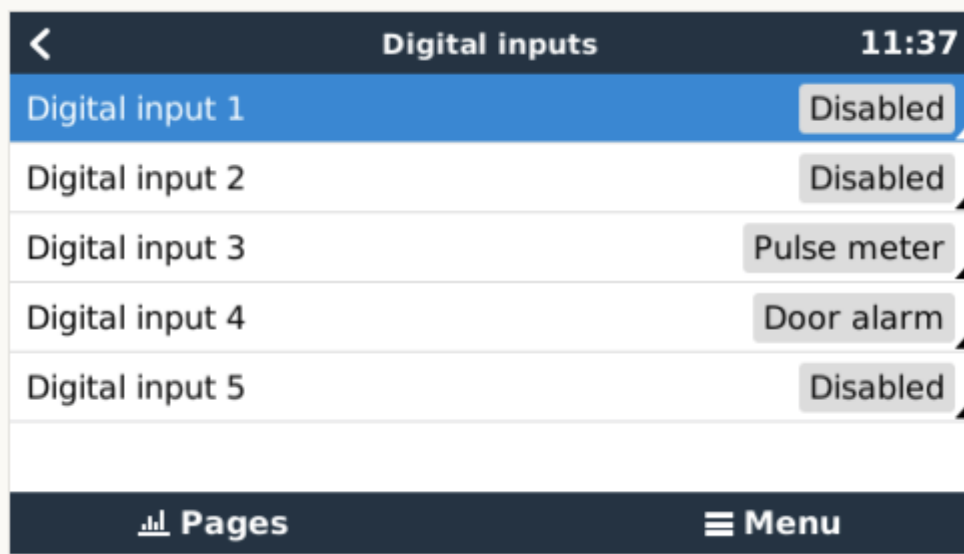 Digital inputs 11:37
Digital input 1 Disabled
Digital input 2 Disabled
Digital input 3 Pulse meter
Digital input 4 Door alarm
Digital input 5 Disabled
Pages Menu